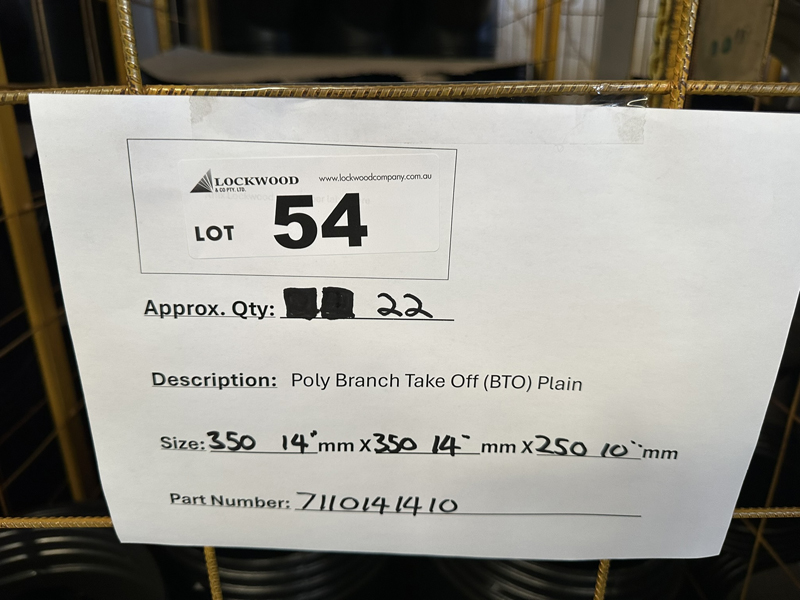 LOCKWOOD
& CO PTY. LTD.
www.lockwoodcompany.com.au
LOT 54
Approx. Qty: 22
Description: Poly Branch Take Off (BTO) Plain
Size: 350 14" mm X 350 14" mm X 250 10" mm
Part Number: 7110141410